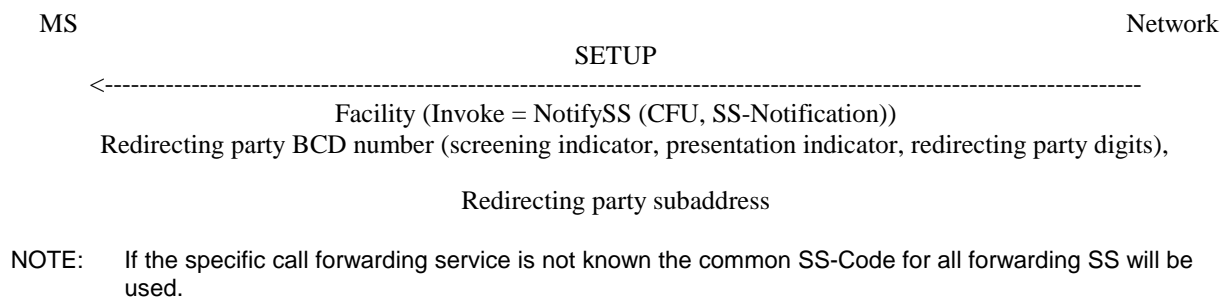 MS Network
SETUP
<------------------------------------------------------------------------------------------------------------------------
Facility (Invoke = NotifySS (CFU, SS-Notification))
Redirecting party BCD number (screening indicator, presentation indicator, redirecting party digits),
Redirecting party subaddress
NOTE: If the specific call forwarding service is not known the common SS-Code for all forwarding SS will be
used.